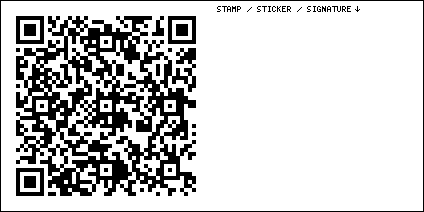 STAMP / STICKER / SIGNATURE ↓